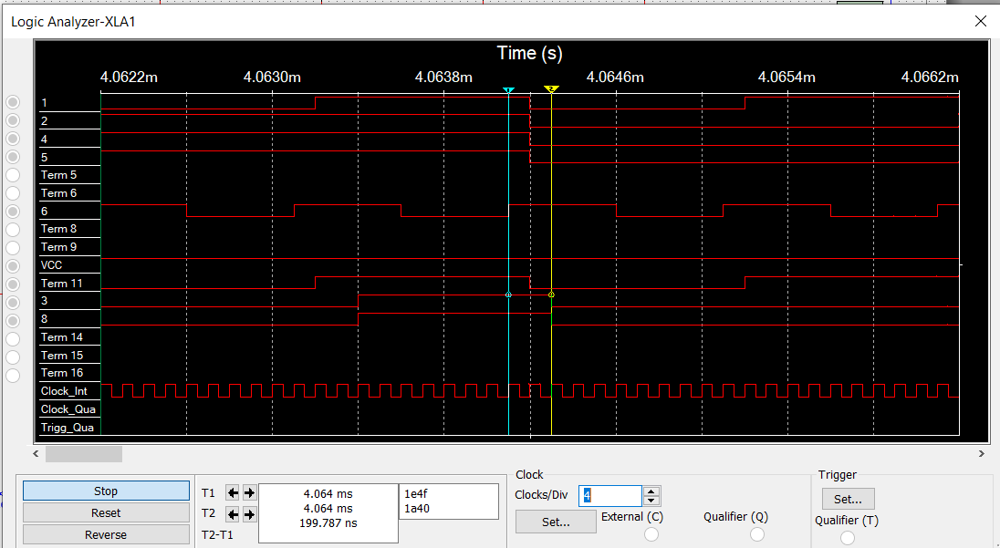 Logic Analyzer-XLA1
Time (s)
4.0622m 4.0630m 4.0638m 4.0646m 4.0654m 4.0662m
1
2
4
5
Term 5
Term 6
6
Term 8
Term 9
VCC
Term 11
3
8
Term 14
Term 15
Term 16
Clock_Int
Clock_Qua
Trigg_Qua
Stop
Reset
Reverse
T1 4.064 ms 1e4f
T2 4.064 ms 1a40
T2-T1 199.787 ns
Clock
Clocks/Div 4
Set... External (C) Qualifier (Q)
Trigger
Set...
Qualifier (T)